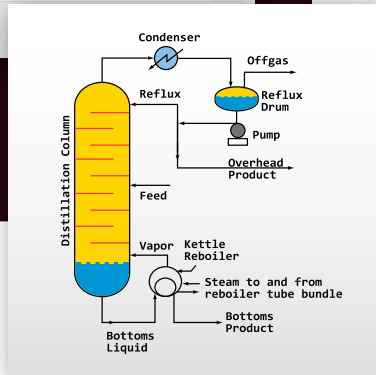 Condenser
Offgas
Reflux
Reflux
Drum
Pump
Distillation Column
Overhead
Product
Feed
Vapor
Kettle
Reboiler
Steam to and from
reboiler tube bundle
Bottoms
Product
Bottoms
Liquid